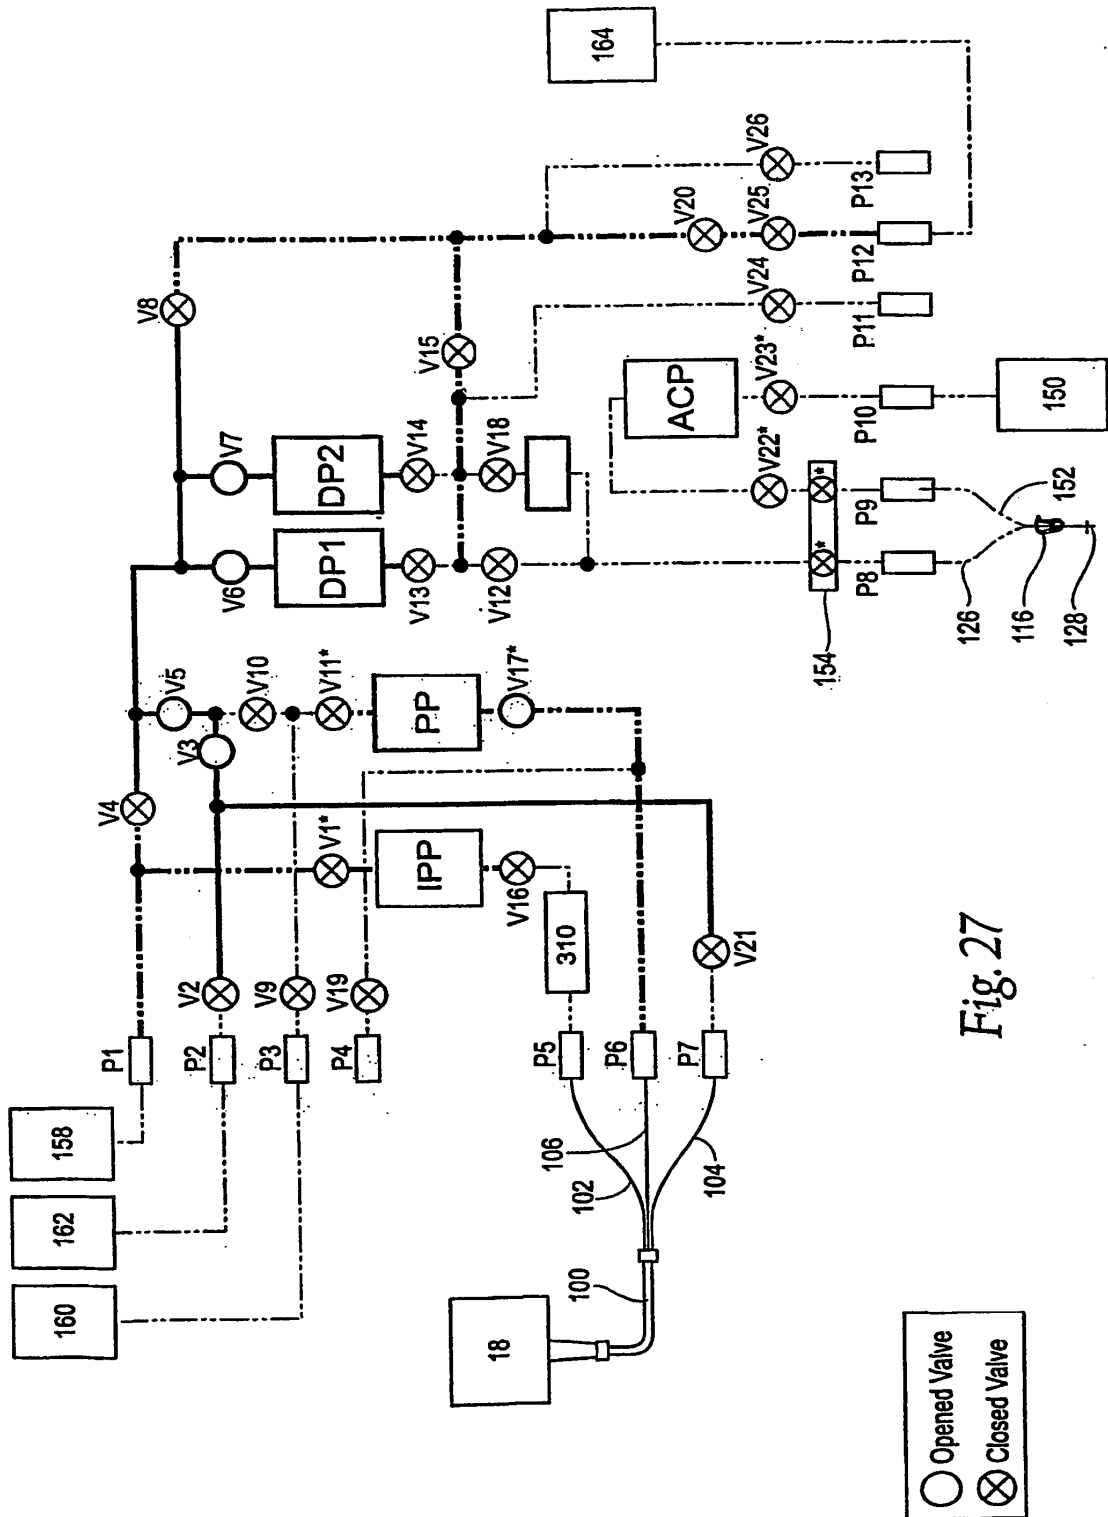 164
V8
V26
V20
V25
V24
P13
P12
P11
V15
V7
V14
V18
DP2
ACP
V23*
V22*
P10
150
V6
DP1
V13
V12
*
*
P9
P8
152
126
116
128
154
V5
V10
V11*
V17*
V3
PP
V4
V1*
IPP
V16
310
V21
V2
V9
V19
P1
P2
P3
P4
P5
P6
P7
158
162
160
102
106
104
100
18
Fig. 27
Opened Valve
Closed Valve